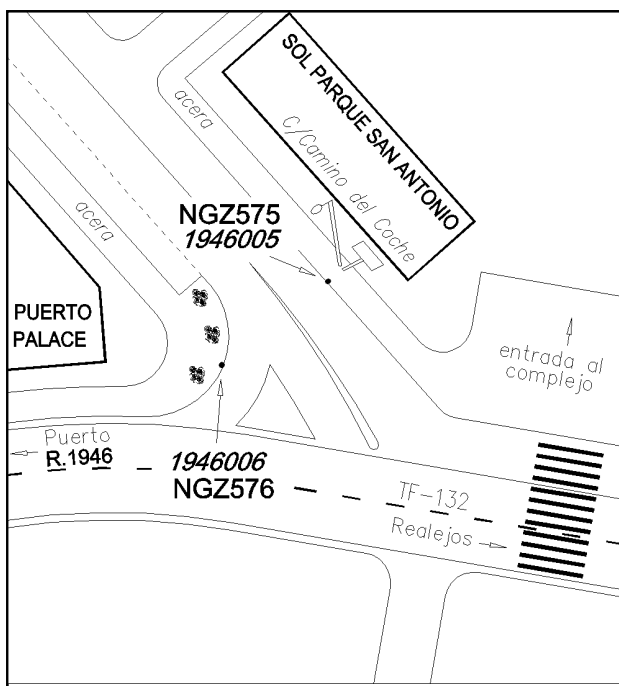 SOL PARQUE SAN ANTONIO
C/Camino del Coche
acera
NGZ575
1946005
acera
PUERTO
PALACE
entrada al
complejo
Puerto
R.1946
1946006
NGZ576
TF-132
Realejos